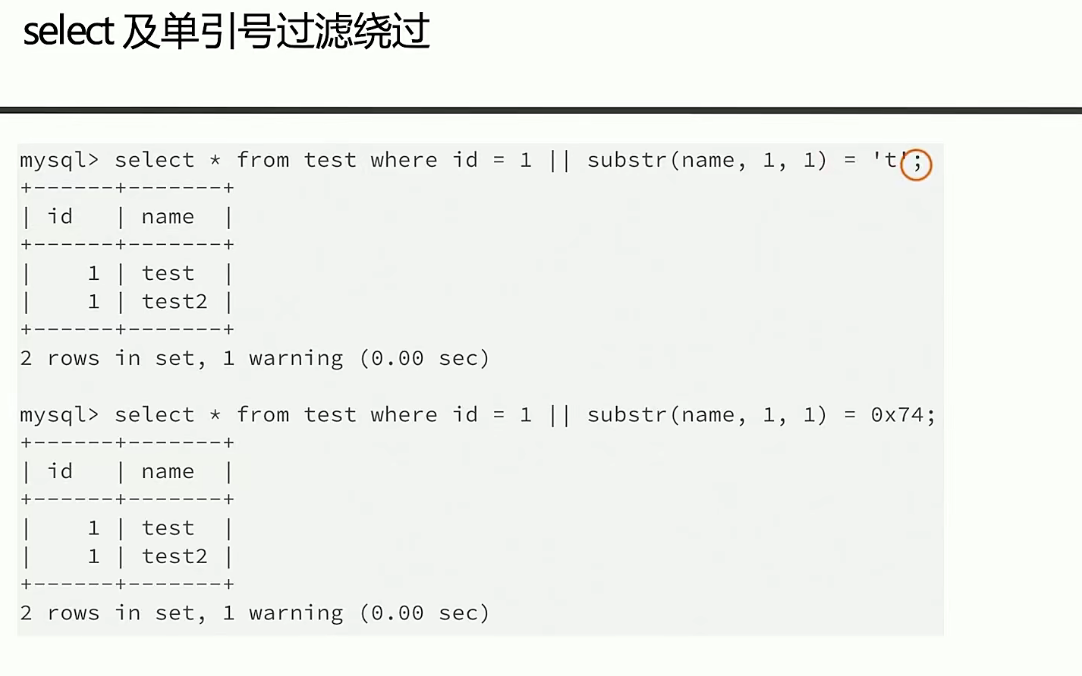 select 及单引号过滤绕过
mysql> select * from test where id = 1 || substr(name, 1, 1) = 't';
+------+-------+
| id   | name  |
+------+-------+
|    1 | test  |
|    1 | test2 |
+------+-------+
2 rows in set, 1 warning (0.00 sec)
mysql> select * from test where id = 1 || substr(name, 1, 1) = 0x74;
+------+-------+
| id   | name  |
+------+-------+
|    1 | test  |
|    1 | test2 |
+------+-------+
2 rows in set, 1 warning (0.00 sec)